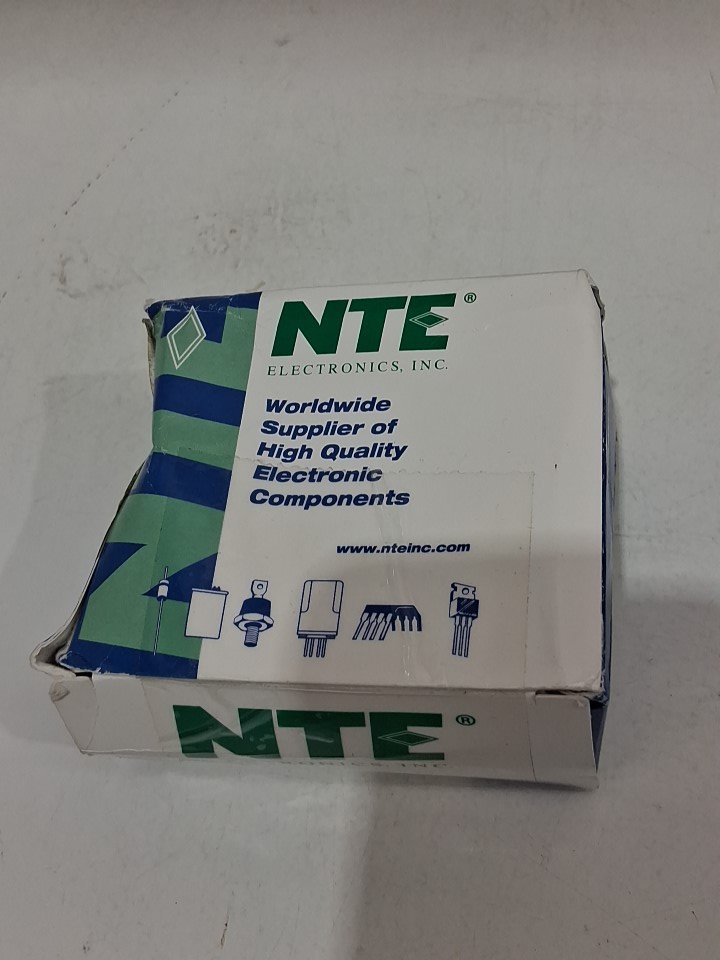 NTE®
ELECTRONICS, INC.
Worldwide
Supplier of
High Quality
Electronic
Components
www.nteinc.com
NTE®